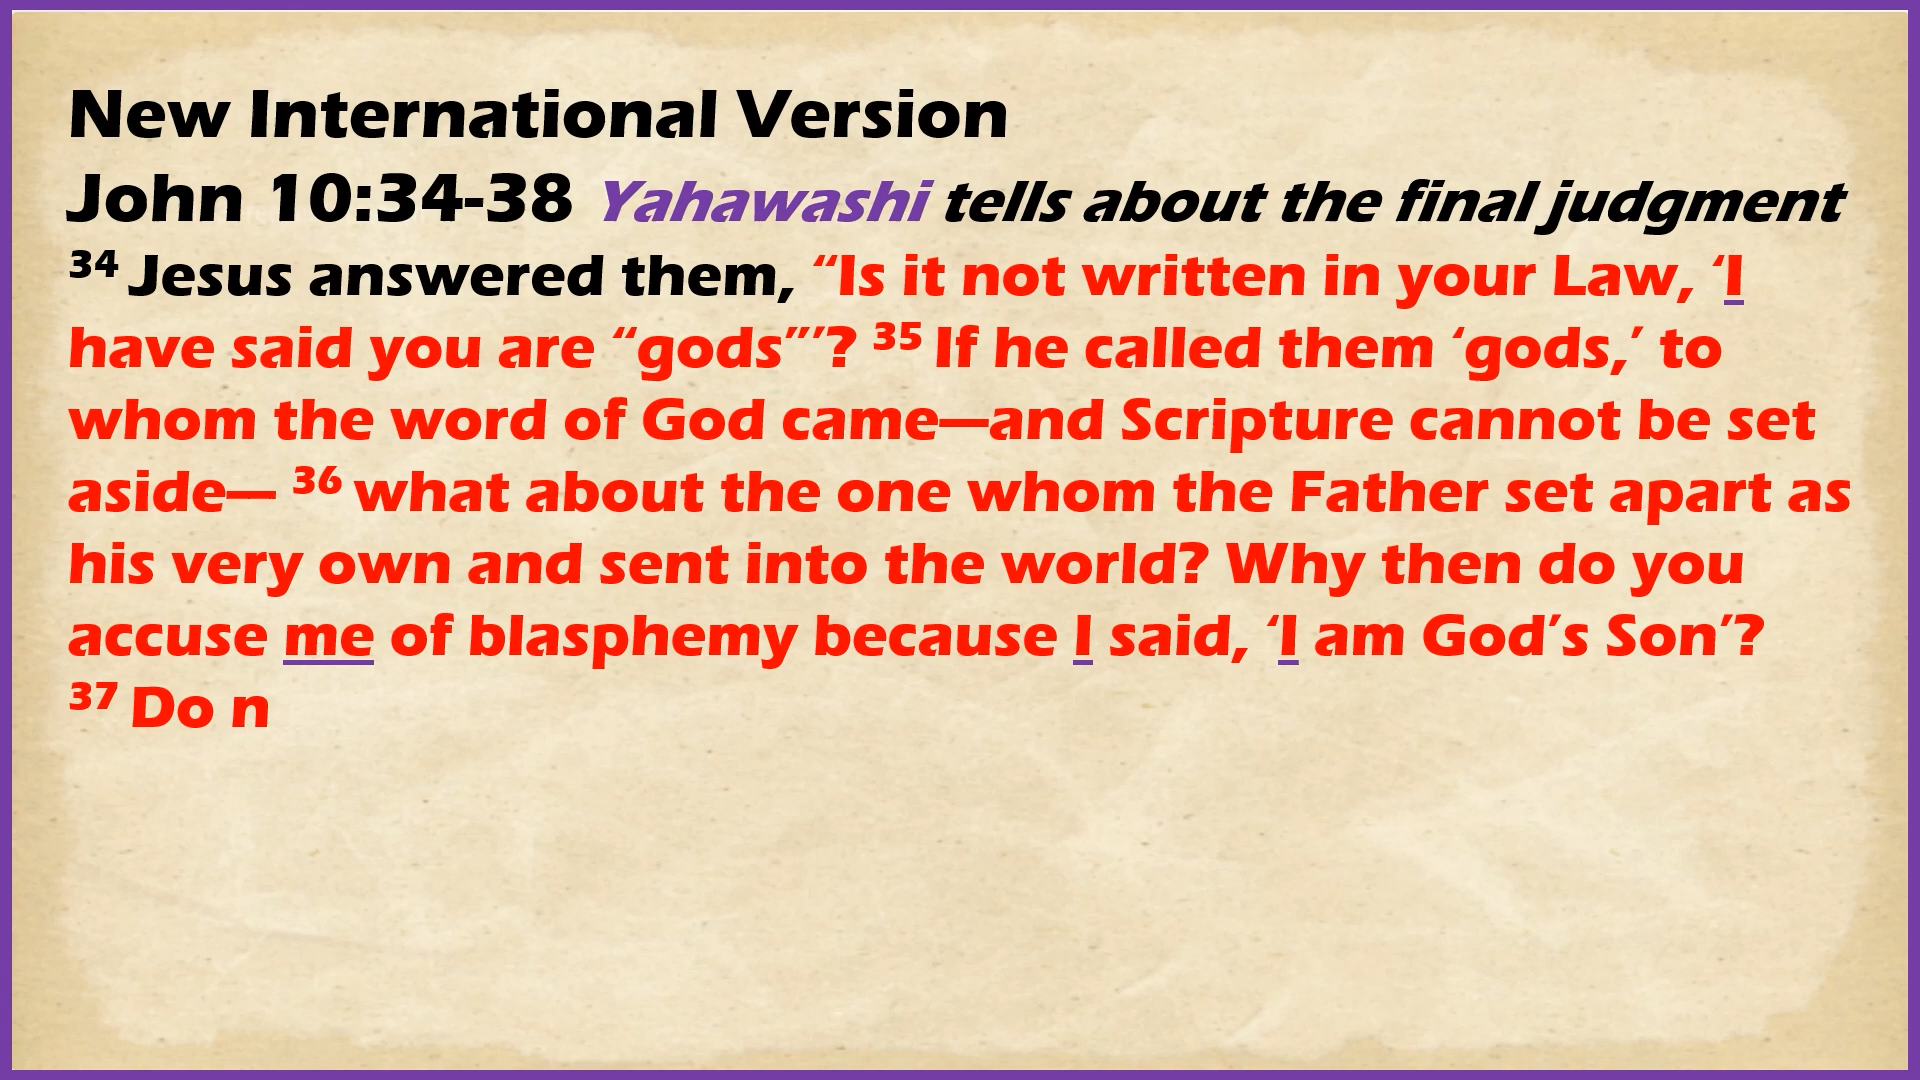 New International Version
John 10:34-38 Yahawashi tells about the final judgment
34 Jesus answered them, “Is it not written in your Law, ‘I
have said you are “gods”’? 35 If he called them ‘gods,’ to
whom the word of God came—and Scripture cannot be set
aside— 36 what about the one whom the Father set apart as
his very own and sent into the world? Why then do you
accuse me of blasphemy because I said, ‘I am God’s Son’?
37 Do n